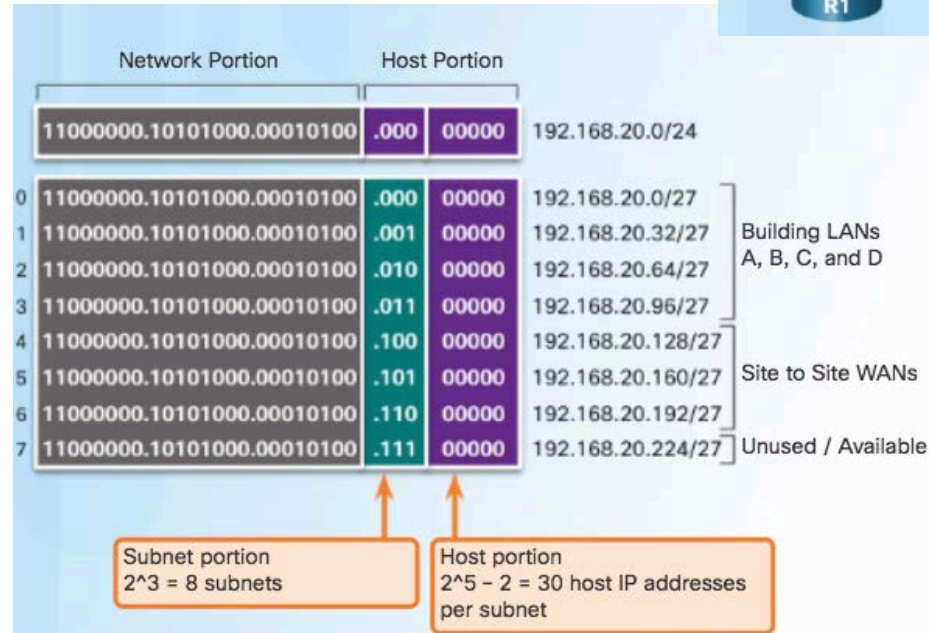 R1
Network Portion Host Portion
11000000.10101000.00010100 .000 00000 192.168.20.0/24
0 11000000.10101000.00010100 .000 00000 192.168.20.0/27
1 11000000.10101000.00010100 .001 00000 192.168.20.32/27
2 11000000.10101000.00010100 .010 00000 192.168.20.64/27
3 11000000.10101000.00010100 .011 00000 192.168.20.96/27
Building LANs
A, B, C, and D
4 11000000.10101000.00010100 .100 00000 192.168.20.128/27
5 11000000.10101000.00010100 .101 00000 192.168.20.160/27
6 11000000.10101000.00010100 .110 00000 192.168.20.192/27
Site to Site WANs
7 11000000.10101000.00010100 .111 00000 192.168.20.224/27 Unused / Available
Subnet portion
2^3 = 8 subnets
Host portion
2^5 – 2 = 30 host IP addresses
per subnet